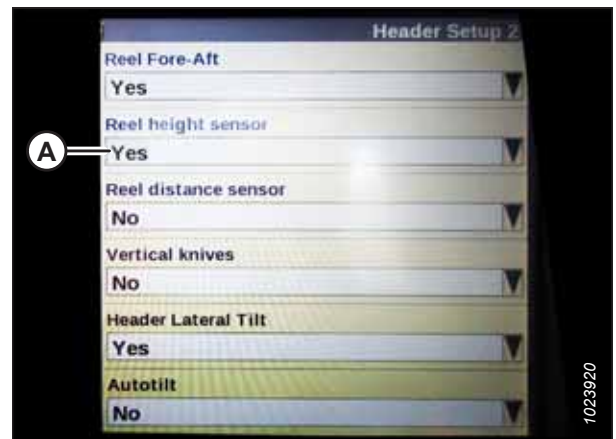 Header Setup 2
Reel Fore-Aft
Yes
Reel height sensor
A
Yes
Reel distance sensor
No
Vertical knives
No
Header Lateral Tilt
Yes
Autotilt
No
1023920